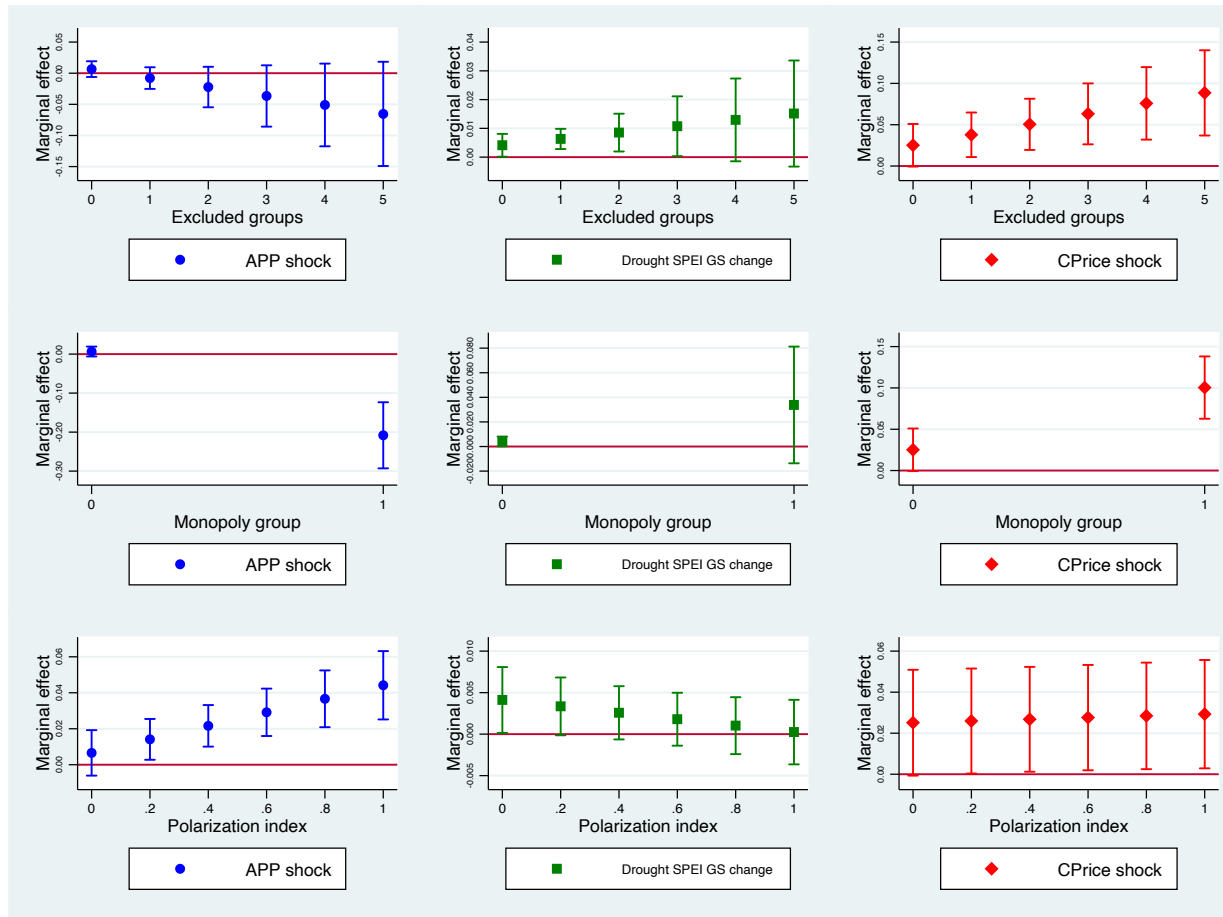 Marginal effect
0.05
0.00
-0.05
-0.10
-0.15
0 1 2 3 4 5
Excluded groups
APP shock
Marginal effect
0.04
0.03
0.02
0.01
0.00
0 1 2 3 4 5
Excluded groups
Drought SPEI GS change
Marginal effect
0.15
0.10
0.05
0.00
0 1 2 3 4 5
Excluded groups
CPrice shock
Marginal effect
0.00
-0.10
-0.20
-0.30
0 1
Monopoly group
APP shock
Marginal effect
0.080
0.060
0.040
0.020
0.000
-0.020
0 1
Monopoly group
Drought SPEI GS change
Marginal effect
0.15
0.10
0.05
0.00
0 1
Monopoly group
CPrice shock
Marginal effect
0.06
0.04
0.02
0.00
0 .2 .4 .6 .8 1
Polarization index
APP shock
Marginal effect
0.010
0.005
0.000
-0.005
0 .2 .4 .6 .8 1
Polarization index
Drought SPEI GS change
Marginal effect
0.06
0.04
0.02
0.00
0 .2 .4 .6 .8 1
Polarization index
CPrice shock